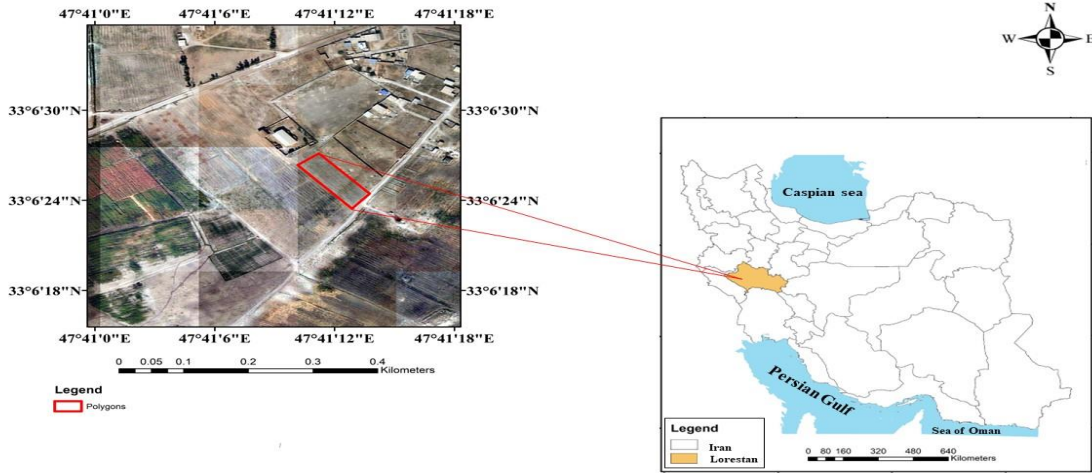 47°41'0"E 47°41'6"E 47°41'12"E 47°41'18"E
33°6'30"N 33°6'30"N
33°6'24"N 33°6'24"N
33°6'18"N 33°6'18"N
47°41'0"E 47°41'6"E 47°41'12"E 47°41'18"E
0 0.05 0.1 0.2 0.3 0.4
Kilometers
Legend
Polygons
N
W E
S
Caspian sea
Persian Gulf
Sea of Oman
Legend
Iran
Lorestan
0 80 160 320 480 640
Kilometers